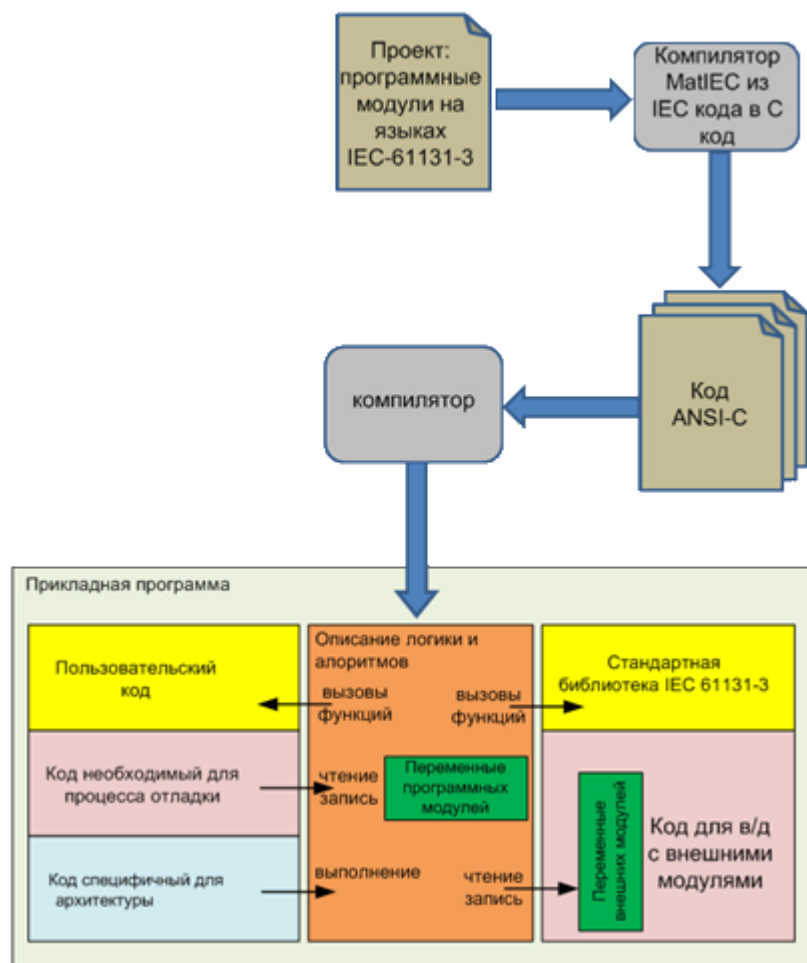 Проект:
программные
модули на
языках
IEC-61131-3
Компилятор
MatIEC из
IEC кода в С
код
Код
ANSI-C
компилятор
Прикладная программа
Пользовательский
код
Описание логики и
алоритмов
вызовы
функций
вызовы
функций
Стандартная
библиотека IEC 61131-3
Код необходимый для
процесса отладки
чтение
запись
Переменные
программных
модулей
Переменные
внешних модулей
Код для в/д
с внешними
модулями
Код специфичный для
архитектуры
выполнение
чтение
запись